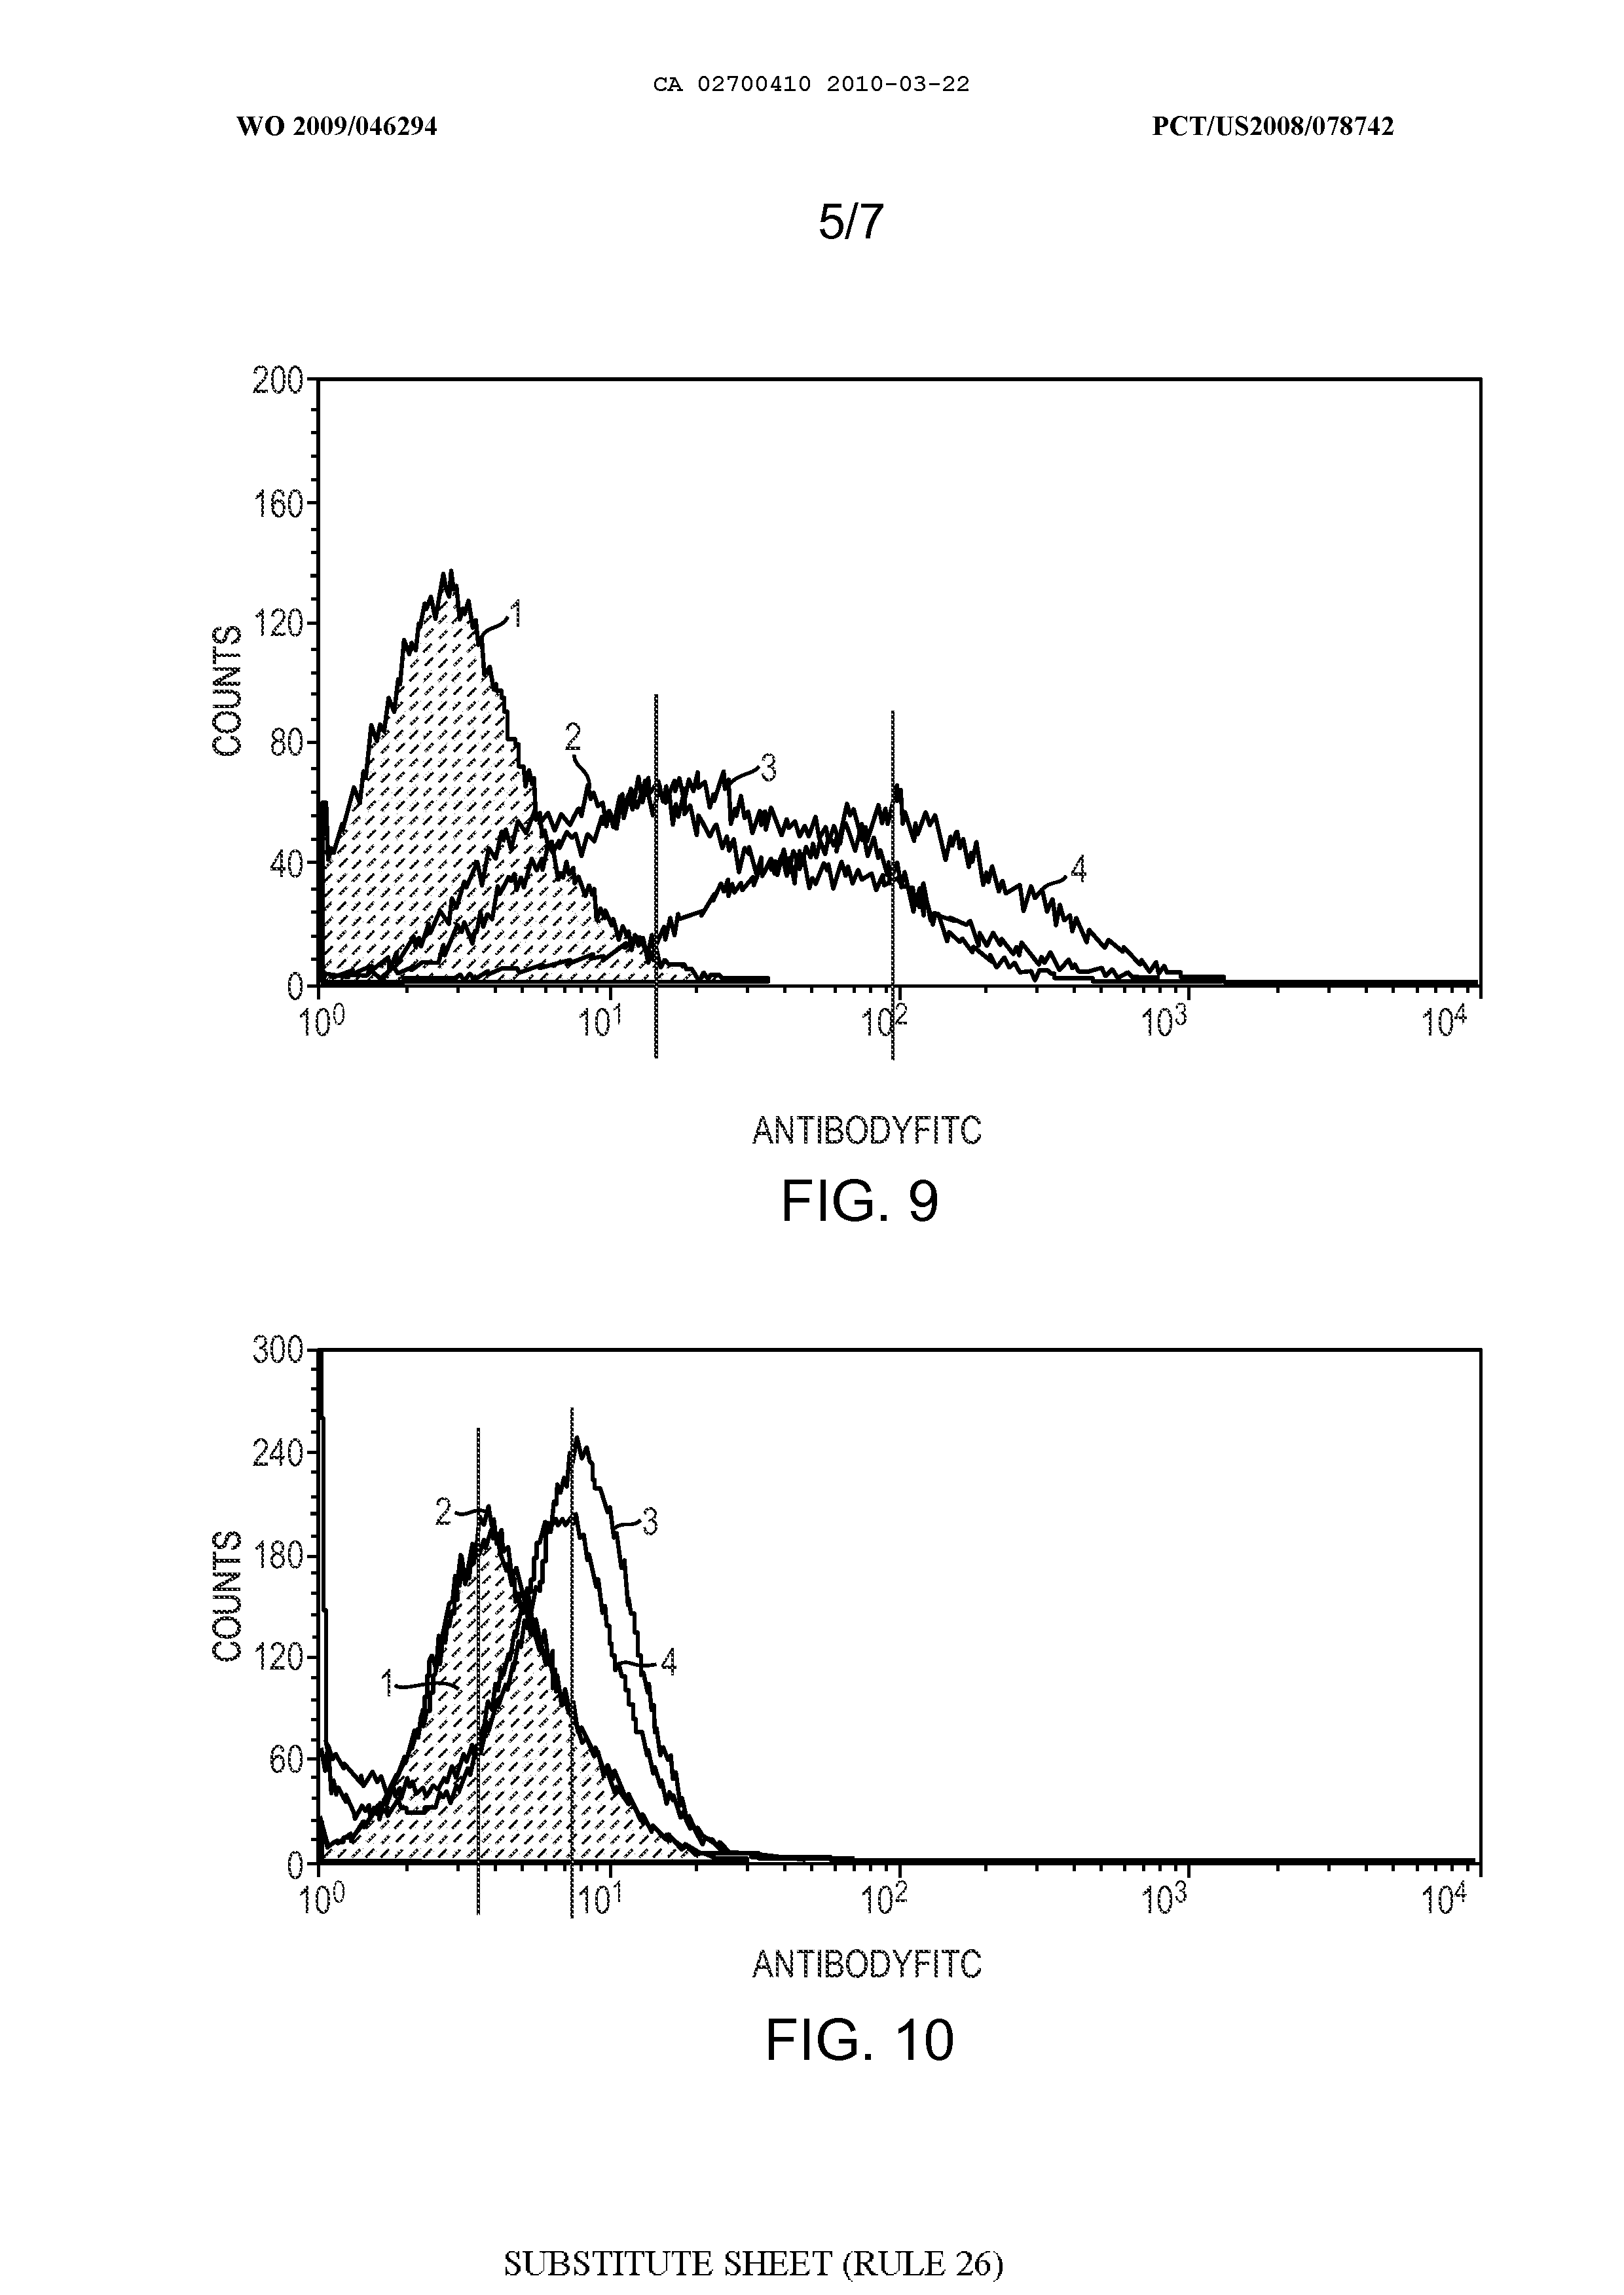 CA 02700410 2010-03-22
WO 2009/046294 PCT/US2008/078742
5/7
200
160
120
80
40
0
COUNTS
1
2
3
4
10⁰ 10¹ 10² 10³ 10⁴
ANTIBODYFITC
FIG. 9
300
240
180
120
60
0
COUNTS
2
3
4
1
10⁰ 10¹ 10² 10³ 10⁴
ANTIBODYFITC
FIG. 10
SUBSTITUTE SHEET (RULE 26)